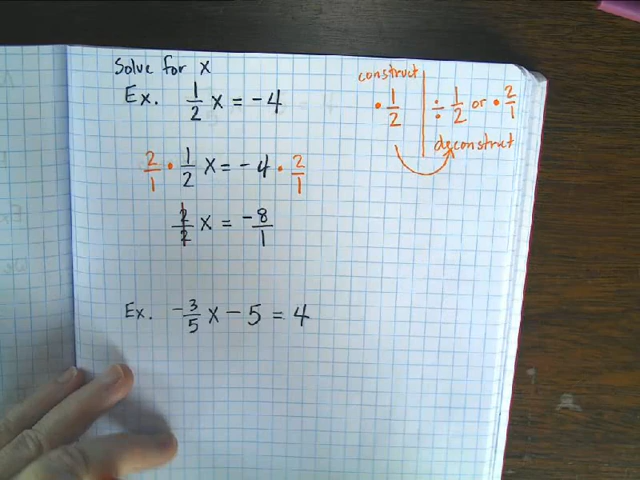 Solve for x
Ex. 1/2 x = -4
2/1 • 1/2 x = -4 • 2/1
2/2 x = -8/1
Ex. -3/5 x - 5 = 4
construct
• 1/2 | ÷ 1/2 or • 2/1
deconstruct